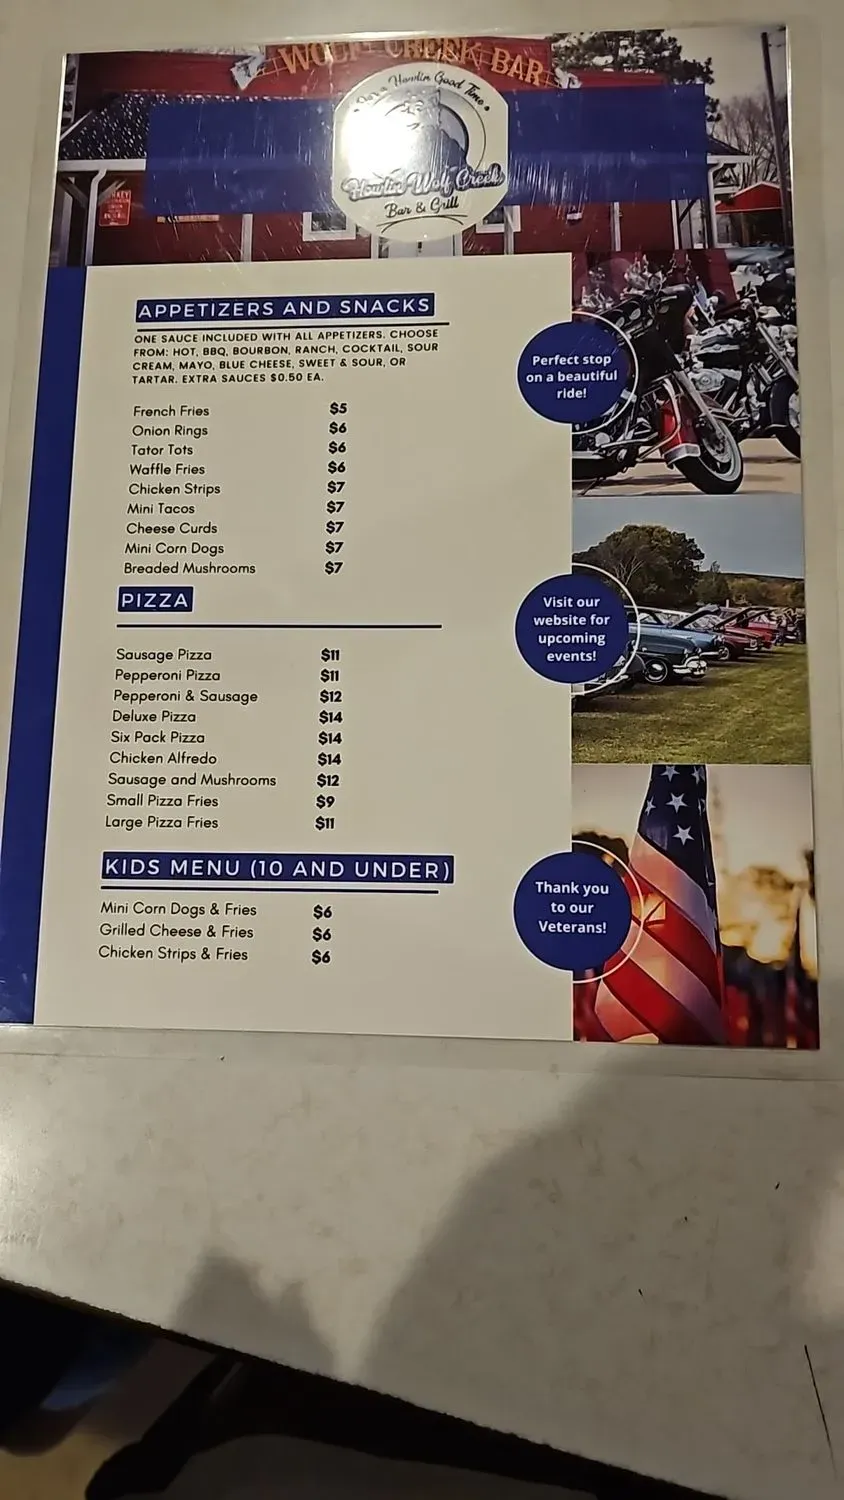 WOLF CREEK BAR
For a Howlin Good Time
Howlin Wolf Creek
Bar & Grill
APPETIZERS AND SNACKS
ONE SAUCE INCLUDED WITH ALL APPETIZERS. CHOOSE
FROM: HOT, BBQ, BOURBON, RANCH, COCKTAIL, SOUR
CREAM, MAYO, BLUE CHEESE, SWEET & SOUR, OR
TARTAR. EXTRA SAUCES $0.50 EA.
French Fries $5
Onion Rings $6
Tator Tots $6
Waffle Fries $6
Chicken Strips $7
Mini Tacos $7
Cheese Curds $7
Mini Corn Dogs $7
Breaded Mushrooms $7
PIZZA
Sausage Pizza $11
Pepperoni Pizza $11
Pepperoni & Sausage $12
Deluxe Pizza $14
Six Pack Pizza $14
Chicken Alfredo $14
Sausage and Mushrooms $12
Small Pizza Fries $9
Large Pizza Fries $11
KIDS MENU (10 AND UNDER)
Mini Corn Dogs & Fries $6
Grilled Cheese & Fries $6
Chicken Strips & Fries $6
Perfect stop
on a beautiful
ride!
Visit our
website for
upcoming
events!
Thank you
to our
Veterans!